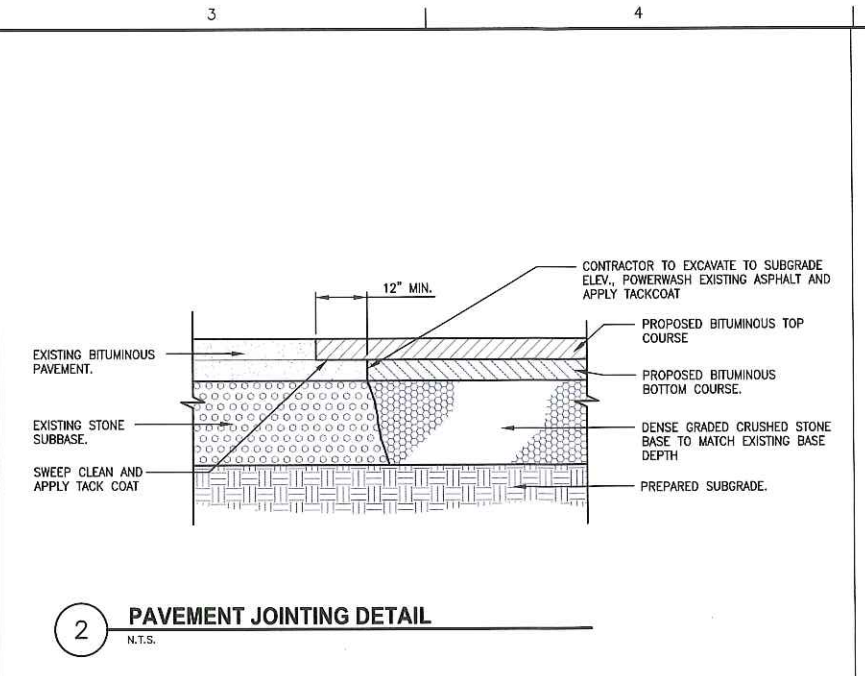 3
4
12" MIN.
CONTRACTOR TO EXCAVATE TO SUBGRADE
ELEV., POWERWASH EXISTING ASPHALT AND
APPLY TACKCOAT
PROPOSED BITUMINOUS TOP
COURSE
EXISTING BITUMINOUS
PAVEMENT.
PROPOSED BITUMINOUS
BOTTOM COURSE.
EXISTING STONE
SUBBASE.
DENSE GRADED CRUSHED STONE
BASE TO MATCH EXISTING BASE
DEPTH
SWEEP CLEAN AND
APPLY TACK COAT
PREPARED SUBGRADE.
2
PAVEMENT JOINTING DETAIL
N.T.S.